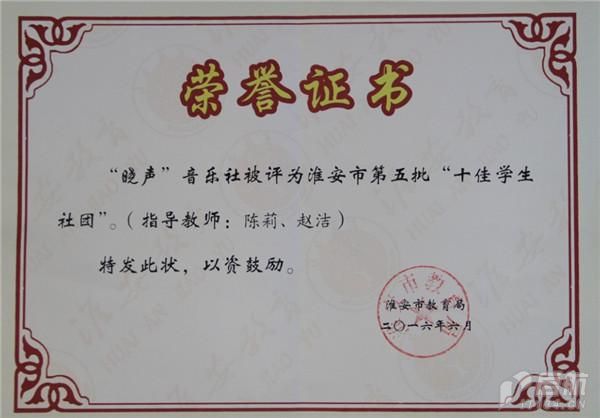 荣誉证书
“晓声”音乐社被评为淮安市第五批“十佳学生
社团”。(指导教师：陈莉、赵洁)
特发此状，以资鼓励。
淮安市教育局
二〇一六年六月